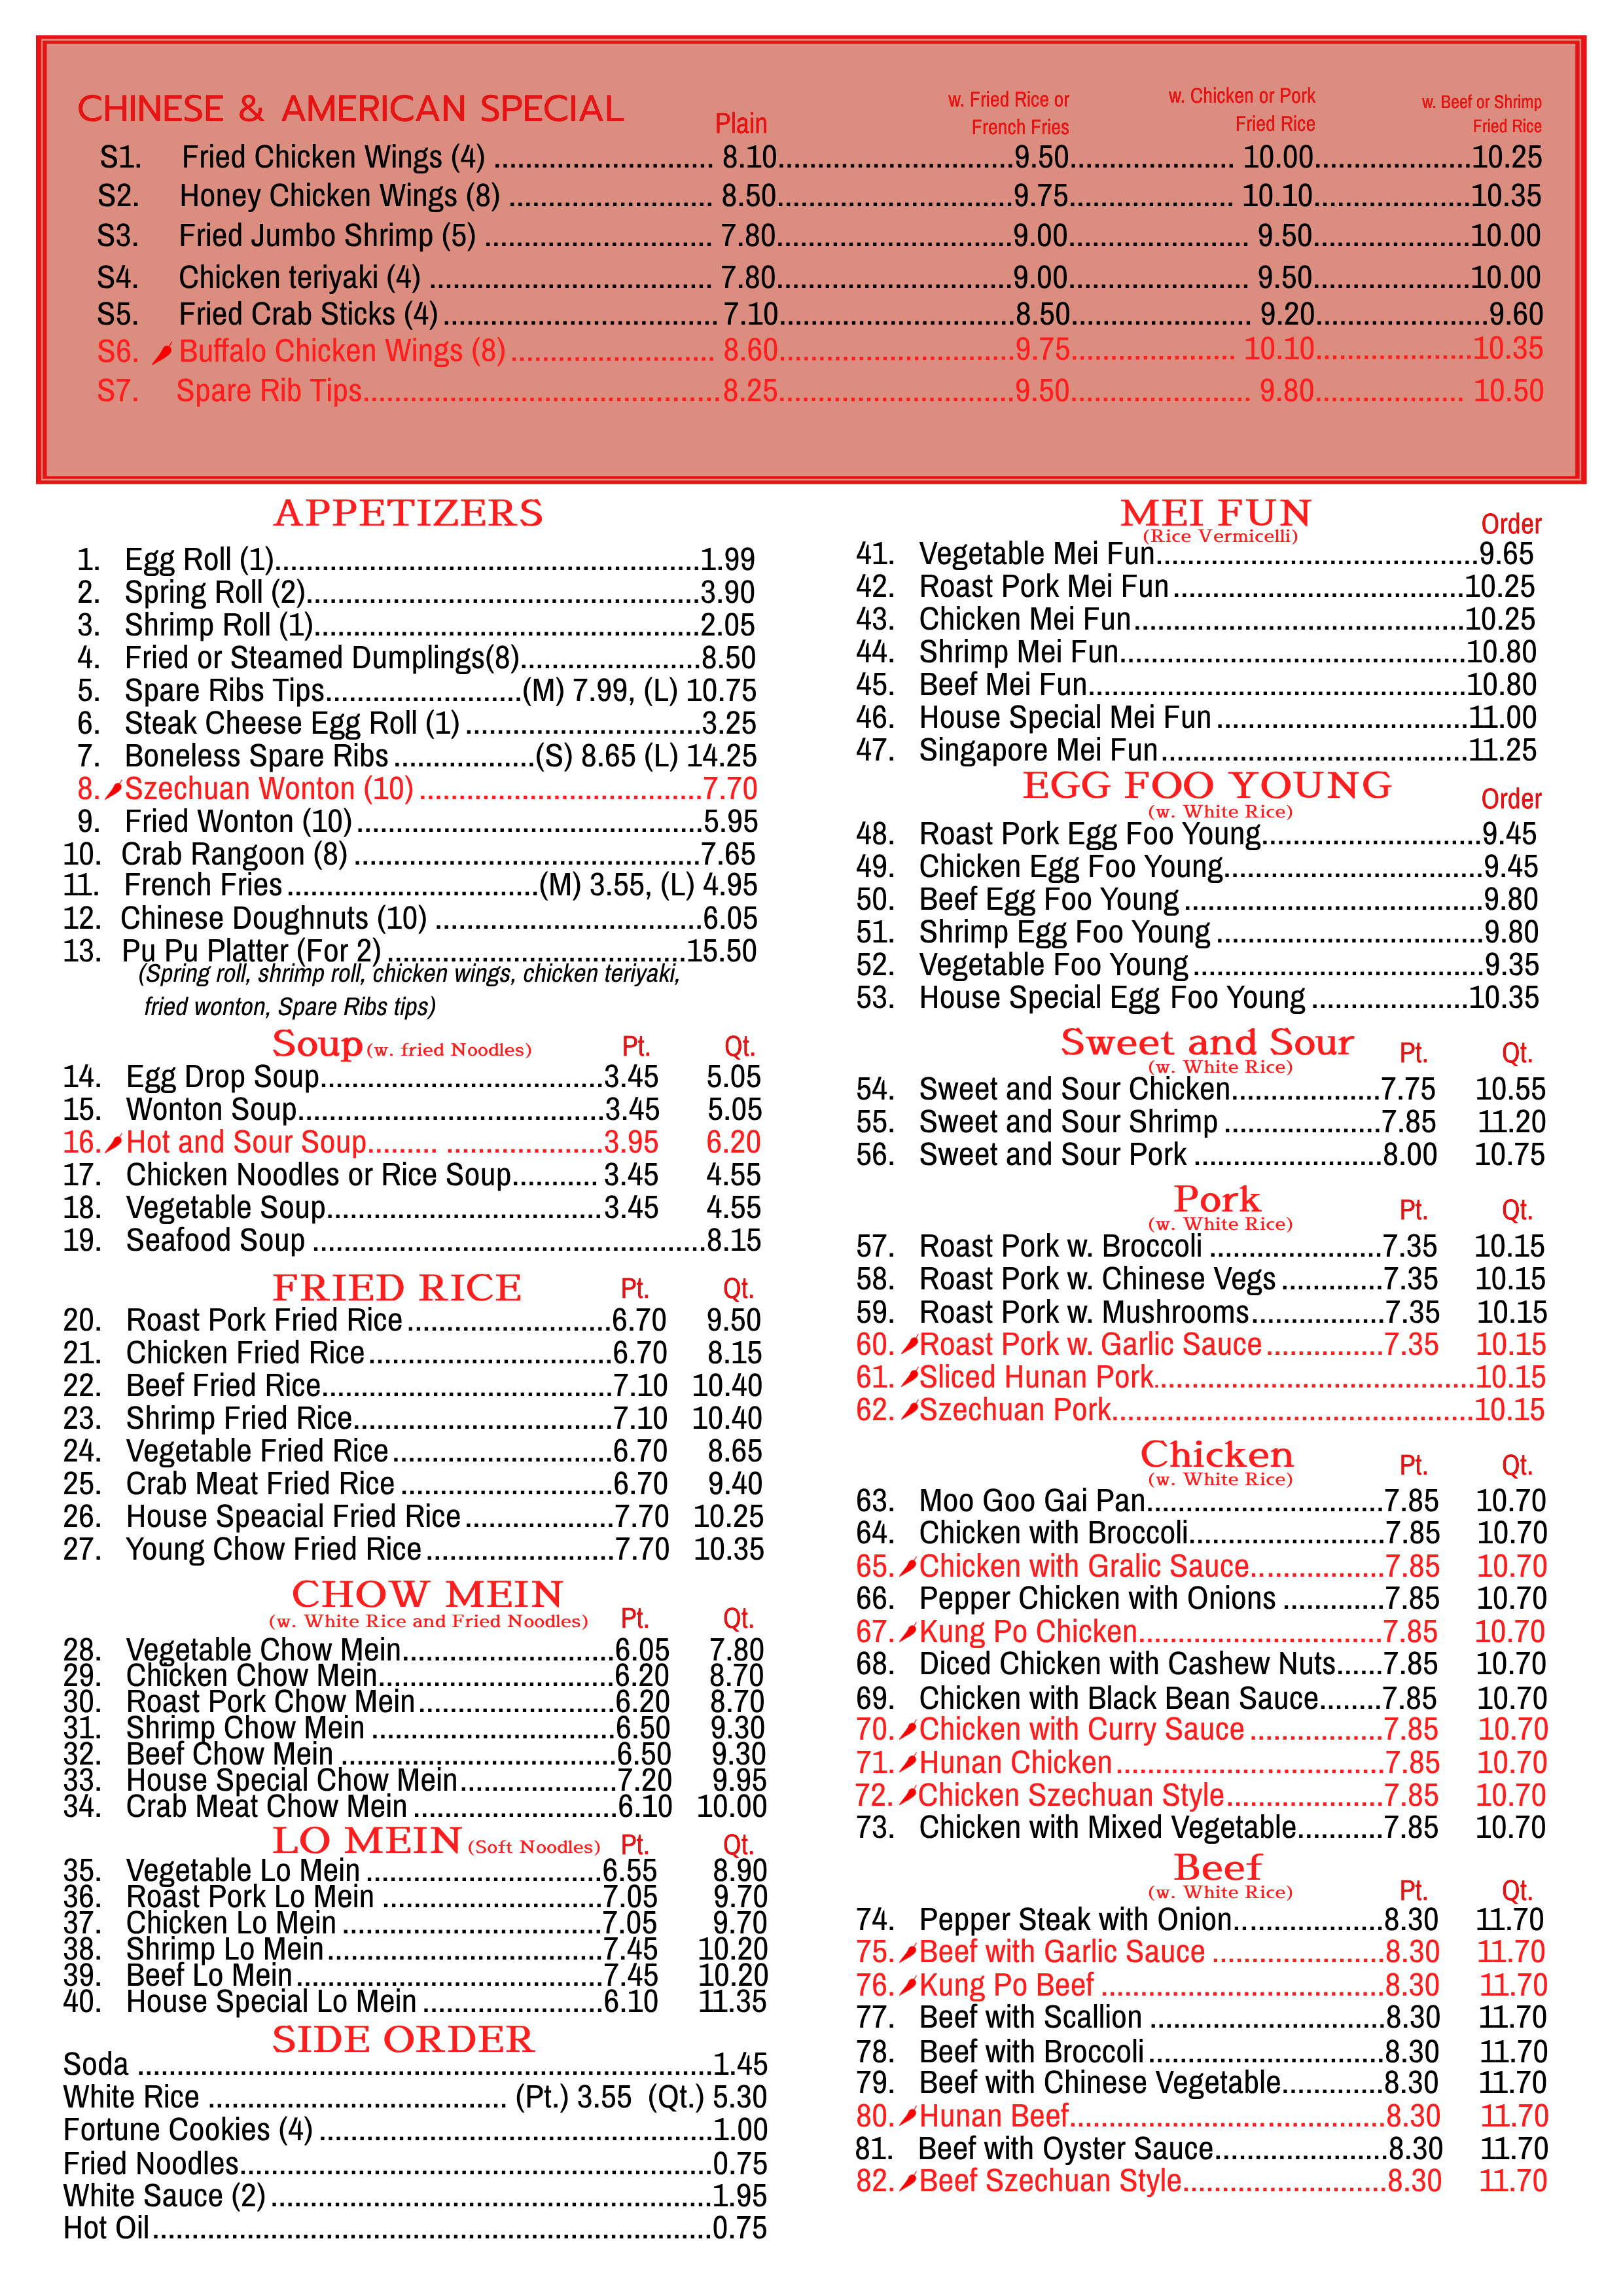 CHINESE & AMERICAN SPECIAL Plain w. Fried Rice or French Fries w. Chicken or Pork Fried Rice w. Beef or Shrimp Fried Rice
S1. Fried Chicken Wings (4) ............................ 8.10..............................9.50..................... 10.00....................10.25
S2. Honey Chicken Wings (8) .......................... 8.50..............................9.75..................... 10.10....................10.35
S3. Fried Jumbo Shrimp (5) ............................. 7.80..............................9.00....................... 9.50....................10.00
S4. Chicken teriyaki (4) .................................... 7.80..............................9.00....................... 9.50....................10.00
S5. Fried Crab Sticks (4)................................... 7.10..............................8.50....................... 9.20......................9.60
S6. Buffalo Chicken Wings (8).......................... 8.60..............................9.75..................... 10.10....................10.35
S7. Spare Rib Tips..............................................8.25..............................9.50....................... 9.80................... 10.50
APPETIZERS
1. Egg Roll (1)......................................................1.99
2. Spring Roll (2)..................................................3.90
3. Shrimp Roll (1).................................................2.05
4. Fried or Steamed Dumplings(8).......................8.50
5. Spare Ribs Tips.........................(M) 7.99, (L) 10.75
6. Steak Cheese Egg Roll (1) ..............................3.25
7. Boneless Spare Ribs ..................(S) 8.65 (L) 14.25
8. Szechuan Wonton (10) ....................................7.70
9. Fried Wonton (10)............................................5.95
10. Crab Rangoon (8) ............................................7.65
11. French Fries................................(M) 3.55, (L) 4.95
12. Chinese Doughnuts (10) ..................................6.05
13. Pu Pu Platter (For 2) ......................................15.50
(Spring roll, shrimp roll, chicken wings, chicken teriyaki,
fried wonton, Spare Ribs tips)
Soup (w. fried Noodles) Pt. Qt.
14. Egg Drop Soup....................................3.45 5.05
15. Wonton Soup.......................................3.45 5.05
16. Hot and Sour Soup......... ....................3.95 6.20
17. Chicken Noodles or Rice Soup........... 3.45 4.55
18. Vegetable Soup...................................3.45 4.55
19. Seafood Soup ..................................................8.15
FRIED RICE Pt. Qt.
20. Roast Pork Fried Rice..........................6.70 9.50
21. Chicken Fried Rice...............................6.70 8.15
22. Beef Fried Rice.....................................7.10 10.40
23. Shrimp Fried Rice.................................7.10 10.40
24. Vegetable Fried Rice............................6.70 8.65
25. Crab Meat Fried Rice ...........................6.70 9.40
26. House Speacial Fried Rice...................7.70 10.25
27. Young Chow Fried Rice........................7.70 10.35
CHOW MEIN
(w. White Rice and Fried Noodles) Pt. Qt.
28. Vegetable Chow Mein...........................6.05 7.80
29. Chicken Chow Mein..............................6.20 8.70
30. Roast Pork Chow Mein.........................6.20 8.70
31. Shrimp Chow Mein ...............................6.50 9.30
32. Beef Chow Mein ...................................6.50 9.30
33. House Special Chow Mein....................7.20 9.95
34. Crab Meat Chow Mein ..........................6.10 10.00
LO MEIN (Soft Noodles) Pt. Qt.
35. Vegetable Lo Mein ..............................6.55 8.90
36. Roast Pork Lo Mein ............................7.05 9.70
37. Chicken Lo Mein .................................7.05 9.70
38. Shrimp Lo Mein...................................7.45 10.20
39. Beef Lo Mein.......................................7.45 10.20
40. House Special Lo Mein .......................6.10 11.35
SIDE ORDER
Soda .........................................................................1.45
White Rice ...................................... (Pt.) 3.55 (Qt.) 5.30
Fortune Cookies (4)..................................................1.00
Fried Noodles............................................................0.75
White Sauce (2)........................................................1.95
Hot Oil.......................................................................0.75
MEI FUN
(Rice Vermicelli) Order
41. Vegetable Mei Fun.........................................9.65
42. Roast Pork Mei Fun.....................................10.25
43. Chicken Mei Fun..........................................10.25
44. Shrimp Mei Fun............................................10.80
45. Beef Mei Fun................................................10.80
46. House Special Mei Fun ................................11.00
47. Singapore Mei Fun.......................................11.25
EGG FOO YOUNG
(w. White Rice) Order
48. Roast Pork Egg Foo Young............................9.45
49. Chicken Egg Foo Young.................................9.45
50. Beef Egg Foo Young ......................................9.80
51. Shrimp Egg Foo Young ..................................9.80
52. Vegetable Foo Young.....................................9.35
53. House Special Egg Foo Young ....................10.35
Sweet and Sour
(w. White Rice) Pt. Qt.
54. Sweet and Sour Chicken...................7.75 10.55
55. Sweet and Sour Shrimp ....................7.85 11.20
56. Sweet and Sour Pork ........................8.00 10.75
Pork
(w. White Rice) Pt. Qt.
57. Roast Pork w. Broccoli ......................7.35 10.15
58. Roast Pork w. Chinese Vegs .............7.35 10.15
59. Roast Pork w. Mushrooms.................7.35 10.15
60. Roast Pork w. Garlic Sauce...............7.35 10.15
61. Sliced Hunan Pork.........................................10.15
62. Szechuan Pork..............................................10.15
Chicken
(w. White Rice) Pt. Qt.
63. Moo Goo Gai Pan..............................7.85 10.70
64. Chicken with Broccoli.........................7.85 10.70
65. Chicken with Gralic Sauce.................7.85 10.70
66. Pepper Chicken with Onions .............7.85 10.70
67. Kung Po Chicken...............................7.85 10.70
68. Diced Chicken with Cashew Nuts......7.85 10.70
69. Chicken with Black Bean Sauce........7.85 10.70
70. Chicken with Curry Sauce .................7.85 10.70
71. Hunan Chicken..................................7.85 10.70
72. Chicken Szechuan Style....................7.85 10.70
73. Chicken with Mixed Vegetable...........7.85 10.70
Beef
(w. White Rice) Pt. Qt.
74. Pepper Steak with Onion...................8.30 11.70
75. Beef with Garlic Sauce ......................8.30 11.70
76. Kung Po Beef ....................................8.30 11.70
77. Beef with Scallion ..............................8.30 11.70
78. Beef with Broccoli..............................8.30 11.70
79. Beef with Chinese Vegetable.............8.30 11.70
80. Hunan Beef........................................8.30 11.70
81. Beef with Oyster Sauce......................8.30 11.70
82. Beef Szechuan Style..........................8.30 11.70